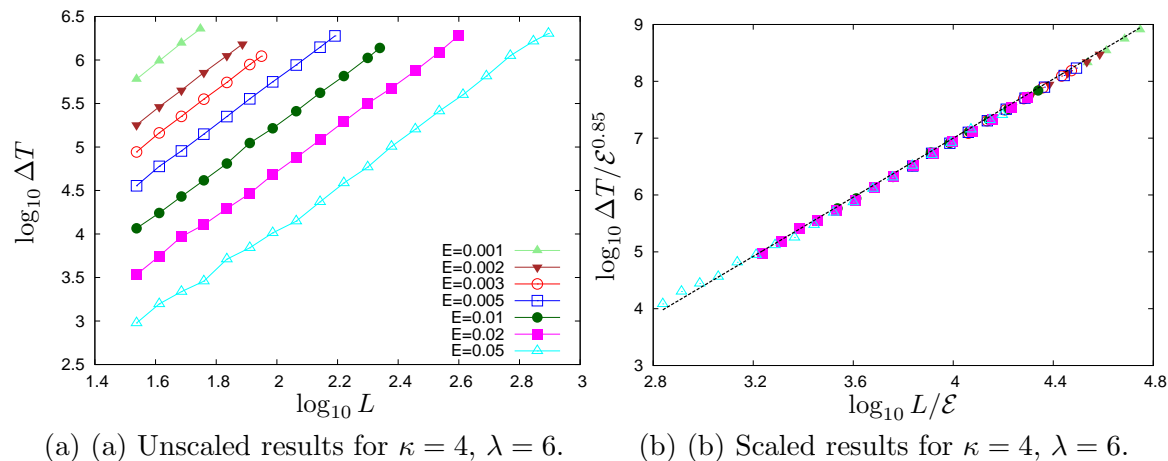 6.5
6
5.5
5
4.5
4
3.5
3
2.5
log₁₀ ΔT
E=0.001
E=0.002
E=0.003
E=0.005
E=0.01
E=0.02
E=0.05
1.4 1.6 1.8 2 2.2 2.4 2.6 2.8 3
log₁₀ L
(a) (a) Unscaled results for κ = 4, λ = 6.
9
8
7
6
5
4
3
log₁₀ ΔT/ℰ^0.85
2.8 3.2 3.6 4 4.4 4.8
log₁₀ L/ℰ
(b) (b) Scaled results for κ = 4, λ = 6.